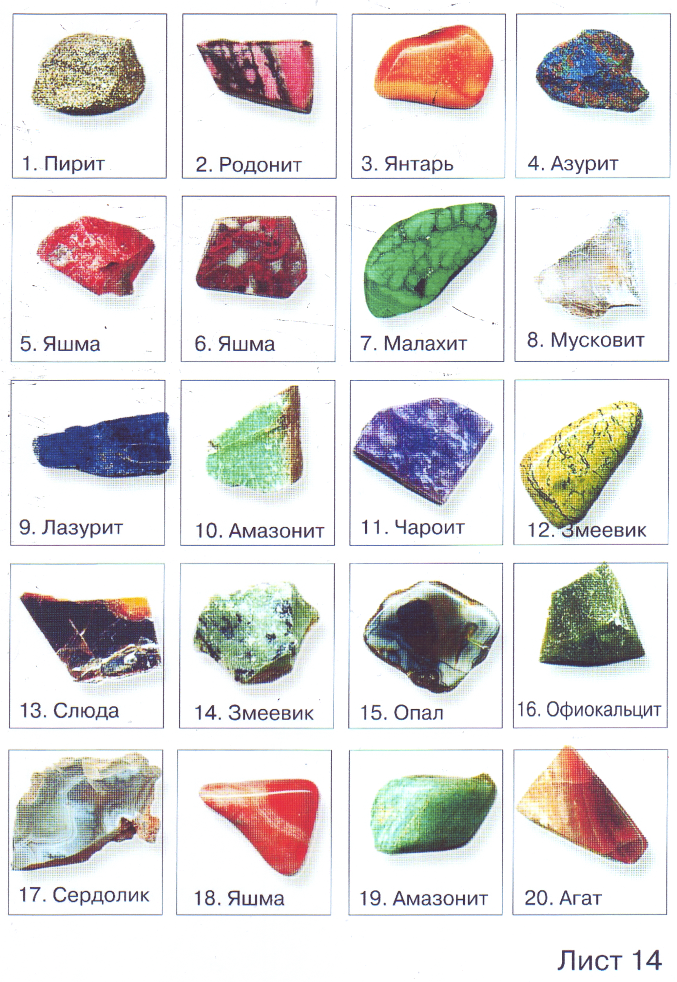 1. Пирит
2. Родонит
3. Янтарь
4. Азурит
5. Яшма
6. Яшма
7. Малахит
8. Мусковит
9. Лазурит
10. Амазонит
11. Чароит
12. Змеевик
13. Слюда
14. Змеевик
15. Опал
16. Офиокальцит
17. Сердолик
18. Яшма
19. Амазонит
20. Агат
Лист 14